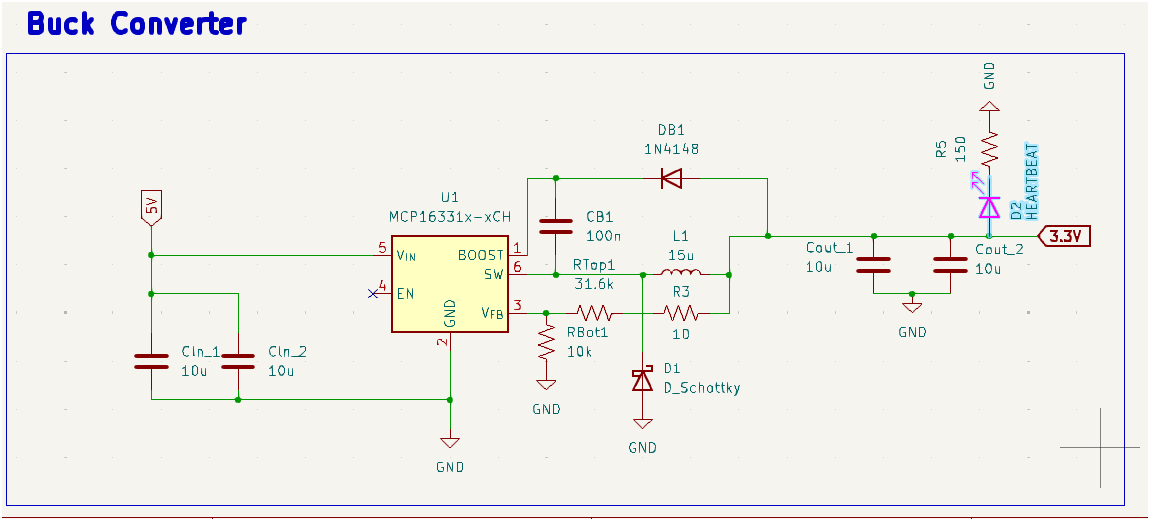 Buck Converter
GND
R5
150
D2
HEARTBEAT
DB1
1N4148
5V
U1
MCP16331x-xCH
CB1
100n
L1
15u
3.3V
5
VIN
BOOST
1
SW
6
4
EN
VFB
3
GND
2
RTop1
31.6k
R3
10
RBot1
10k
GND
D1
D_Schottky
GND
Cout_1
10u
Cout_2
10u
GND
CIn_1
10u
CIn_2
10u
GND